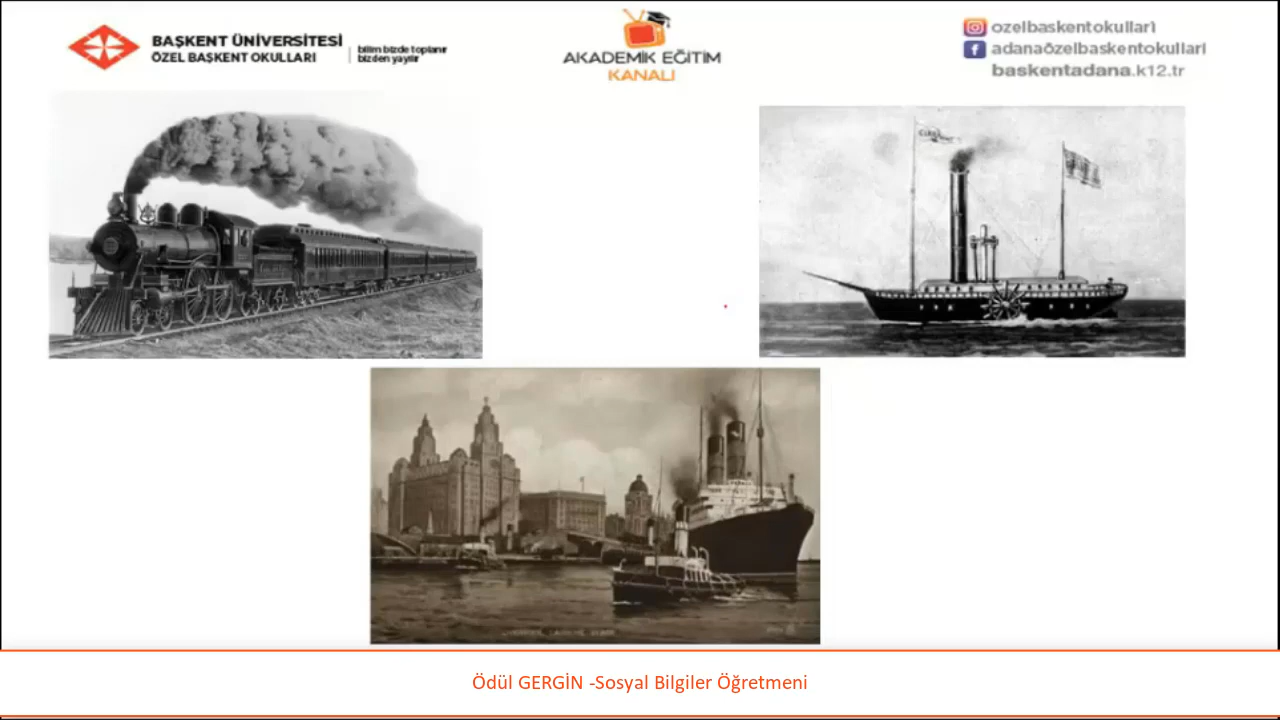 BAŞKENT ÜNİVERSİTESİ
ÖZEL BAŞKENT OKULLARI
bilim bizde toplanır
bizden yayılır
AKADEMİK EĞİTİM
KANALI
ozelbaskentokulları
adanaözelbaskentokullari
baskentadana.k12.tr
Ödül GERGİN -Sosyal Bilgiler Öğretmeni